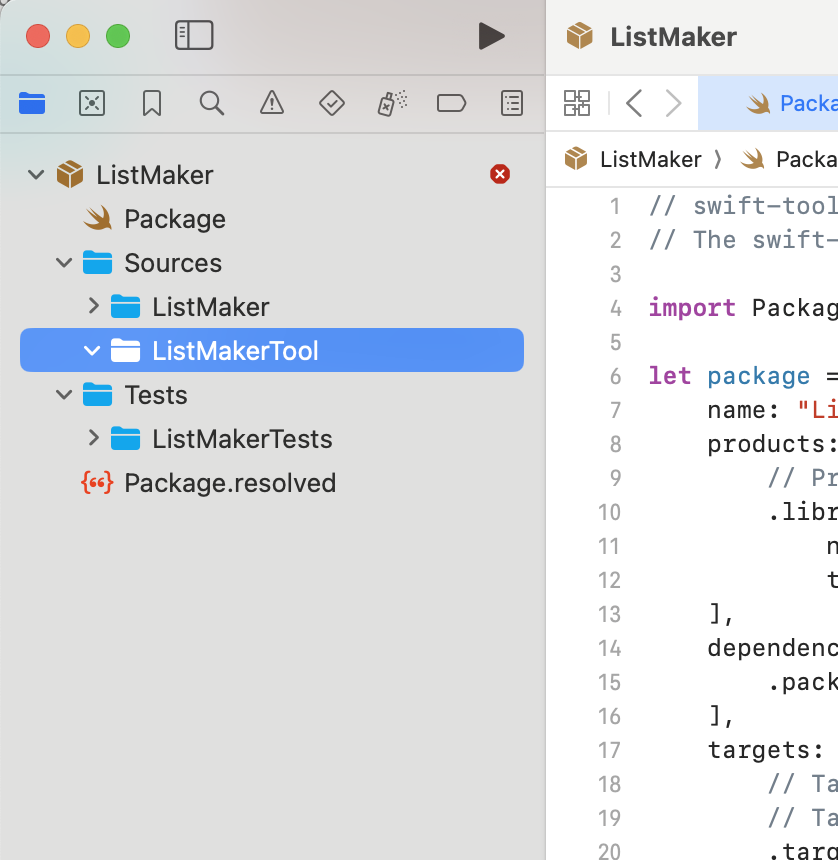 ListMaker
Packa
ListMaker
Package
Sources
ListMaker
ListMakerTool
Tests
ListMakerTests
Package.resolved
ListMaker ⟩ Packa
1 // swift-tool
2 // The swift-
3
4 import Packag
5
6 let package =
7 name: "Li
8 products:
9 // Pr
10 .libr
11 n
12 t
13 ],
14 dependenc
15 .pack
16 ],
17 targets:
18 // Ta
19 // Ta
20 .targ